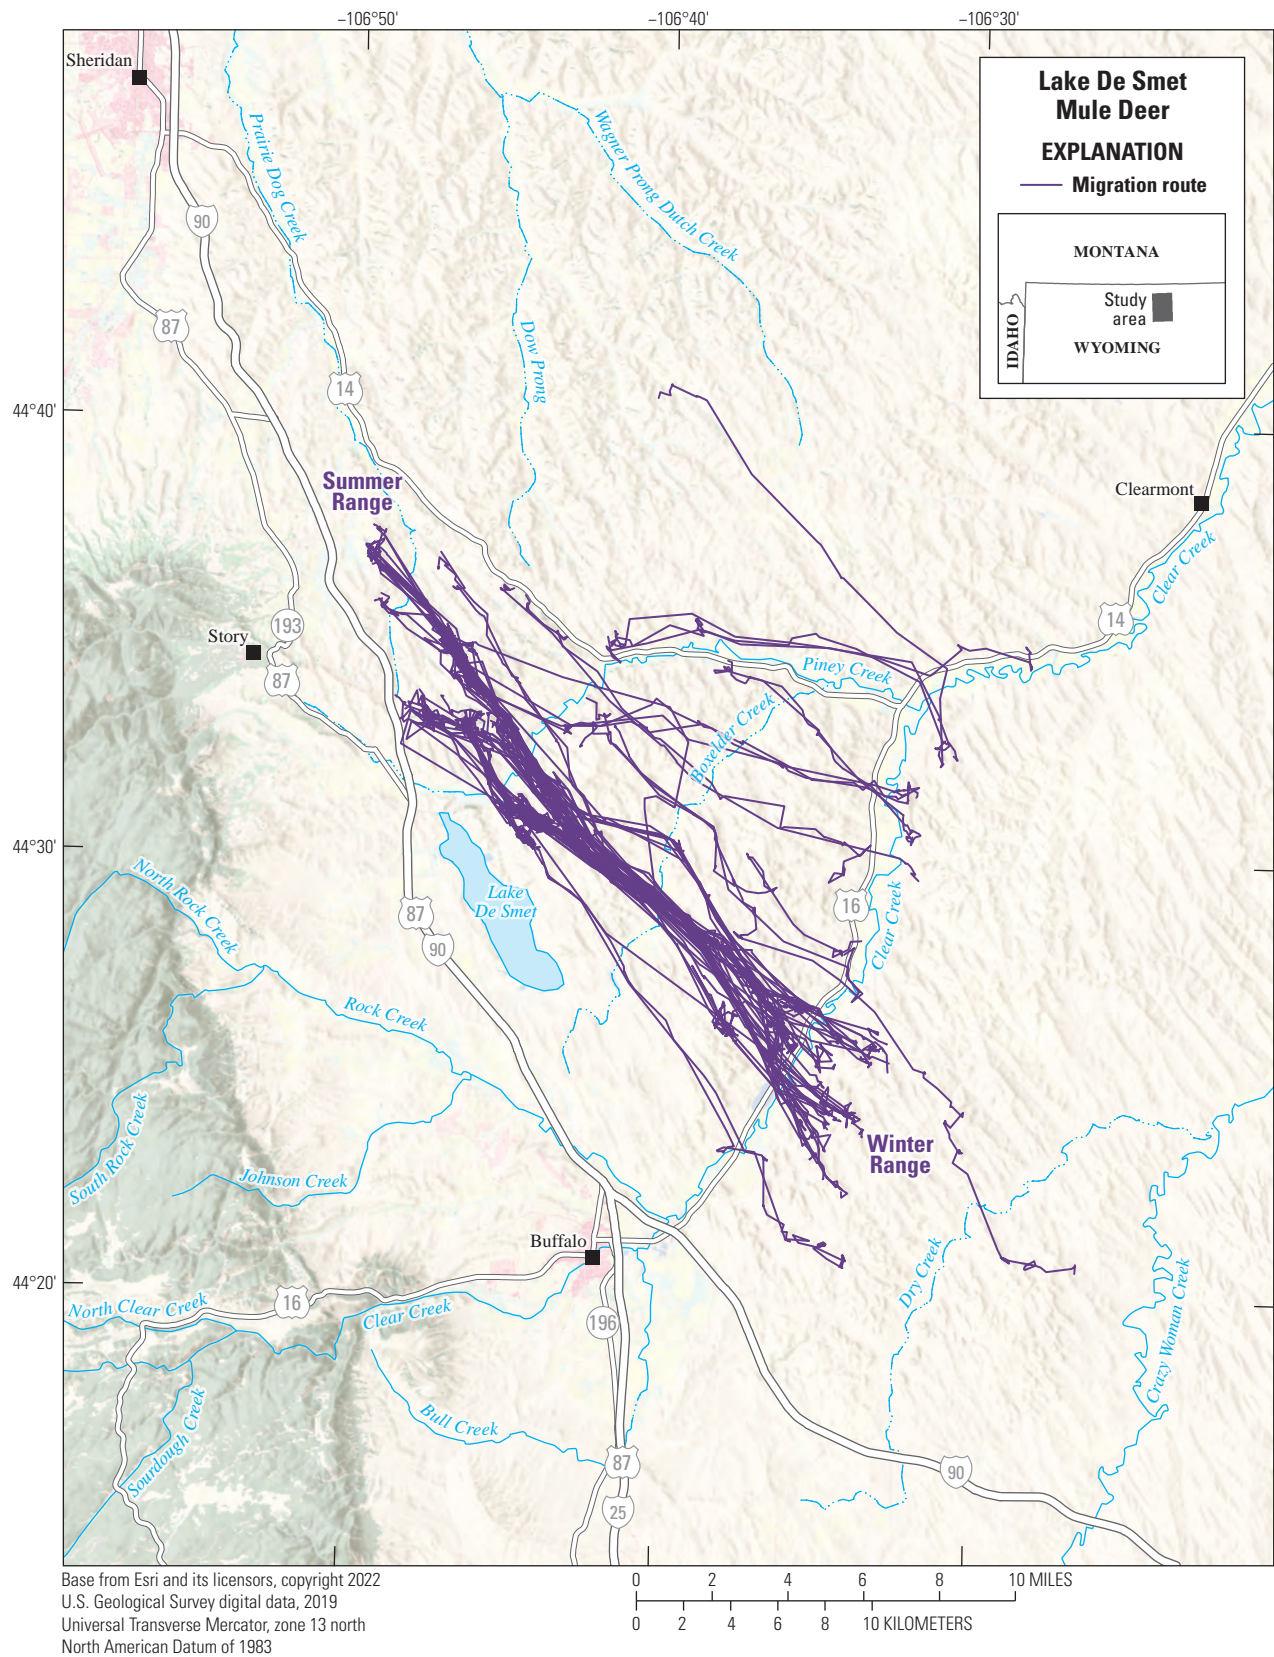 −106°50'
−106°40'
−106°30'
Sheridan
Lake De Smet
Mule Deer
EXPLANATION
Migration route
MONTANA
Study
area
IDAHO
WYOMING
Prairie Dog Creek
Wagner Prong Dutch Creek
90
87
Dow Prong
14
44°40'
Summer
Range
Clearmont
Clear Creek
14
193
Story
87
Piney Creek
Boxelder Creek
44°30'
North Rock Creek
Lake
De Smet
87
90
16
Clear Creek
Rock Creek
South Rock Creek
Johnson Creek
Winter
Range
Buffalo
44°20'
North Clear Creek
16
Clear Creek
196
Dry Creek
Crazy Woman Creek
Sourdough Creek
Bull Creek
87
90
25
Base from Esri and its licensors, copyright 2022
U.S. Geological Survey digital data, 2019
Universal Transverse Mercator, zone 13 north
North American Datum of 1983
0 2 4 6 8 10 MILES
0 2 4 6 8 10 KILOMETERS